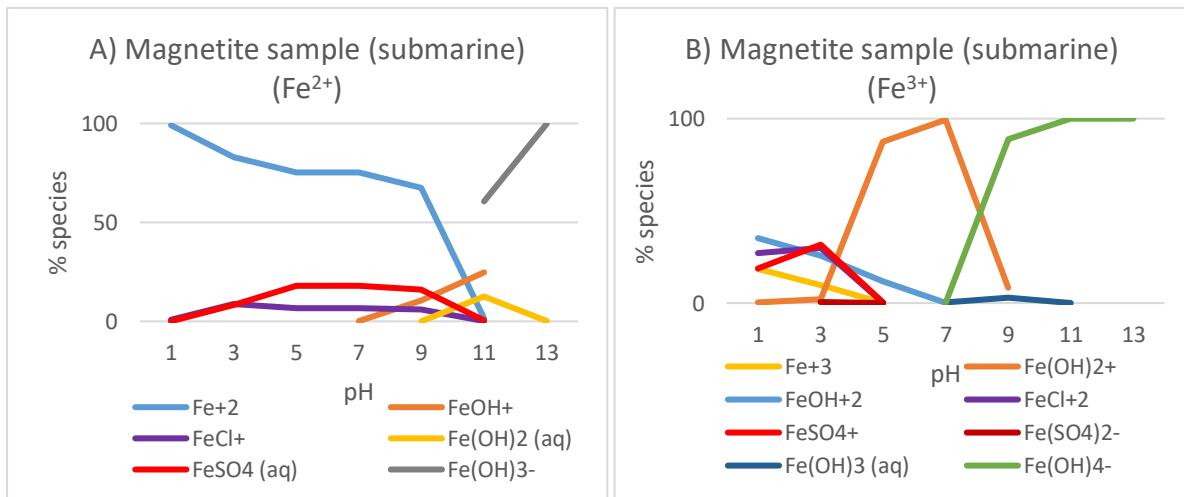 A) Magnetite sample (submarine)
(Fe²⁺)
100
50
0
% species
1 3 5 7 9 11 13
pH
Fe+2
FeOH+
FeCl+
Fe(OH)2 (aq)
FeSO4 (aq)
Fe(OH)3-
B) Magnetite sample (submarine)
(Fe³⁺)
100
0
% species
1 3 5 7 9 11 13
pH
Fe+3
Fe(OH)2+
FeOH+2
FeCl+2
FeSO4+
Fe(SO4)2-
Fe(OH)3 (aq)
Fe(OH)4-